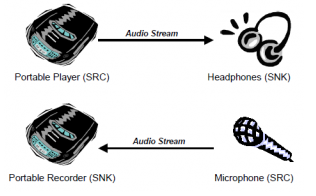 Audio Stream
Portable Player (SRC)
Headphones (SNK)
Audio Stream
Portable Recorder (SNK)
Microphone (SRC)